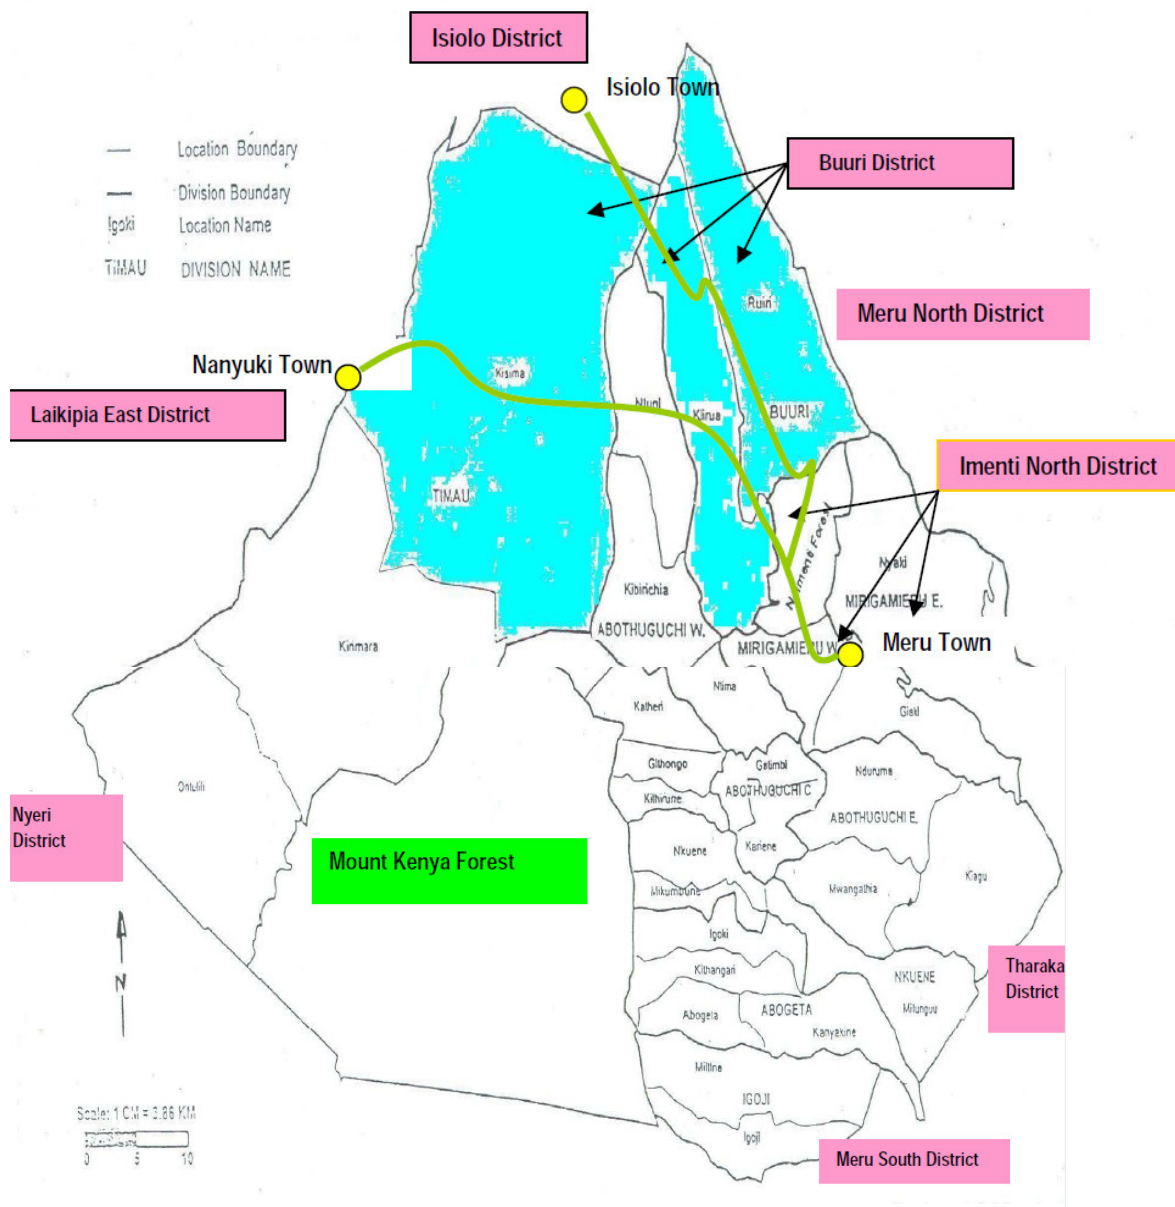 Isiolo District
Isiolo Town
Location Boundary
Division Boundary
Igoki Location Name
TIMAU DIVISION NAME
Buuri District
Ruiri
Meru North District
Nanyuki Town
Kisima
Laikipia East District
Kiirua
BUURI
Imenti North District
TIMAU
Nyaki
Kibirichia
MIRIGAMIERU E.
ABOTHUGUCHI W.
MIRIGAMIERU W.
Meru Town
Kirimara
Ntima
Katheri
Giaki
Githongo
Gatimbi
Nduruma
Ontulili
Kithirune
ABOTHUGUCHI C
ABOTHUGUCHI E.
Nyeri
District
Mount Kenya Forest
Nkuene
Kariene
Mikumbune
Mwangathia
Kiagu
Igoki
N
Kithangari
Tharaka
District
NKUENE
Abogeta
ABOGETA
Mitunguu
Kanyakine
Mitine
IGOJI
Scale: 1 CM = 3.86 KM
0 5 10
Igoji
Meru South District